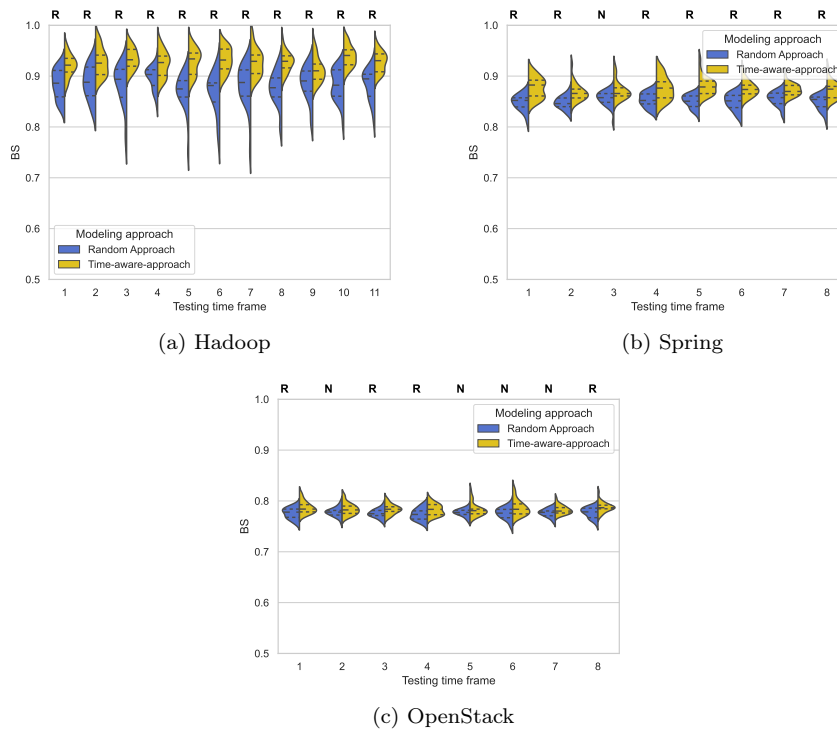 R R R R R R R R R R R
1.0
0.9
0.8
0.7
0.6
0.5
BS
Modeling approach
Random Approach
Time-aware-approach
1 2 3 4 5 6 7 8 9 10 11
Testing time frame
(a) Hadoop
R R N R R R R R
1.0
0.9
0.8
0.7
0.6
0.5
BS
Modeling approach
Random Approach
Time-aware-approach
1 2 3 4 5 6 7 8
Testing time frame
(b) Spring
R N R R N N N R
1.0
0.9
0.8
0.7
0.6
0.5
BS
Modeling approach
Random Approach
Time-aware-approach
1 2 3 4 5 6 7 8
Testing time frame
(c) OpenStack